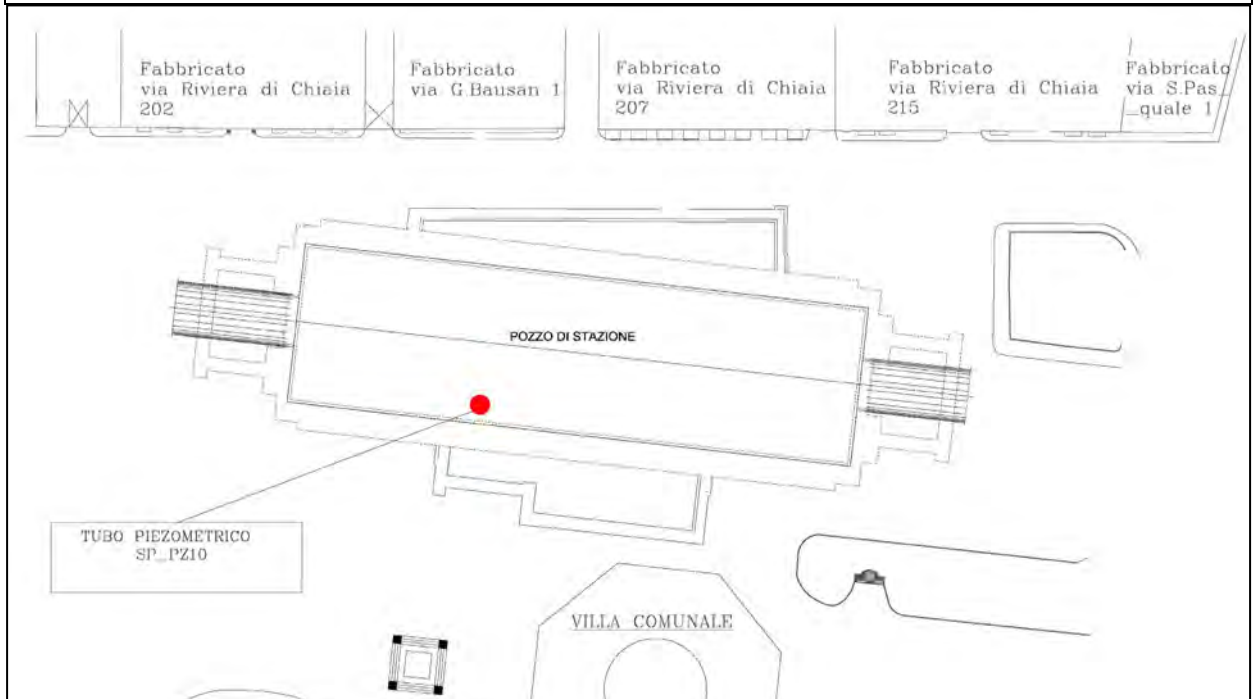 Fabbricato
via Riviera di Chiaia
202
Fabbricato
via G.Bausan 1
Fabbricato
via Riviera di Chiaia
207
Fabbricato
via Riviera di Chiaia
215
Fabbricato
via S.Pas_
_quale 1
POZZO DI STAZIONE
TUBO PIEZOMETRICO
SP_PZ10
VILLA COMUNALE